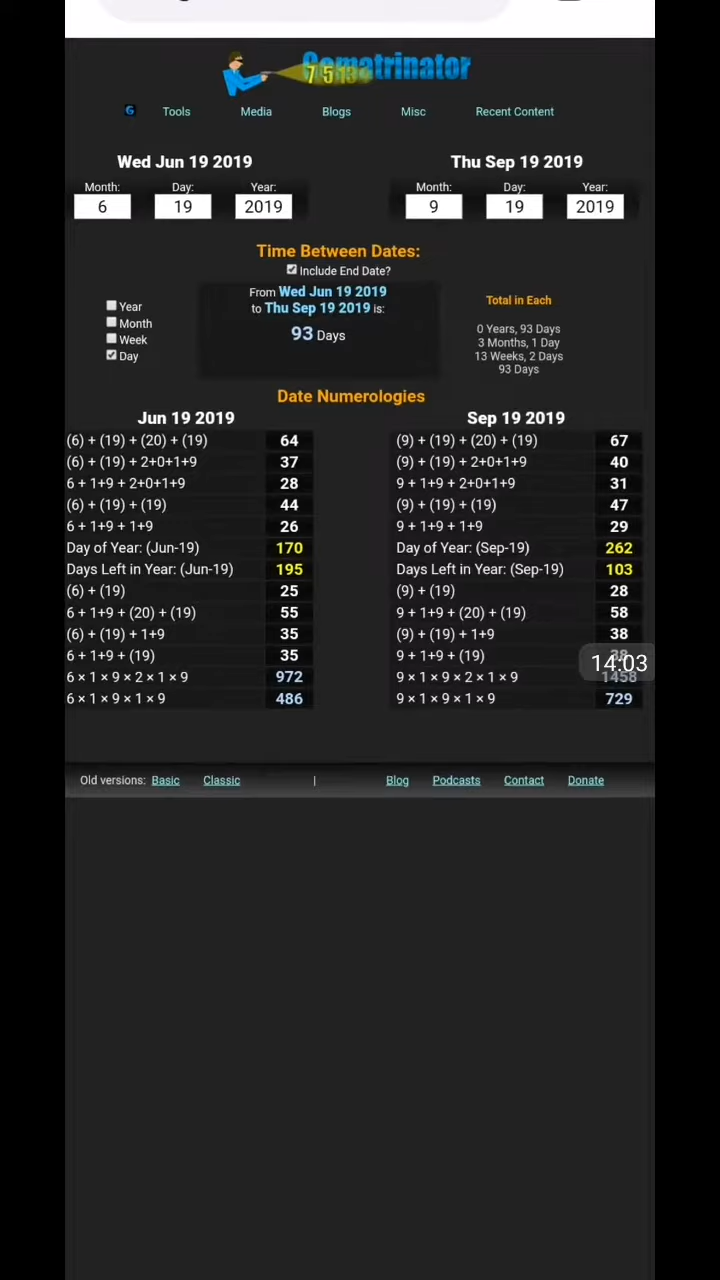 Gematrinator
Tools Media Blogs Misc Recent Content
Wed Jun 19 2019 Thu Sep 19 2019
Month: Day: Year: Month: Day: Year:
6 19 2019 9 19 2019
Time Between Dates:
Include End Date?
From Wed Jun 19 2019
to Thu Sep 19 2019 is:
93 Days
Year
Month
Week
Day
Total in Each
0 Years, 93 Days
3 Months, 1 Day
13 Weeks, 2 Days
93 Days
Date Numerologies
Jun 19 2019 Sep 19 2019
(6) + (19) + (20) + (19) 64 (9) + (19) + (20) + (19) 67
(6) + (19) + 2+0+1+9 37 (9) + (19) + 2+0+1+9 40
6 + 1+9 + 2+0+1+9 28 9 + 1+9 + 2+0+1+9 31
(6) + (19) + (19) 44 (9) + (19) + (19) 47
6 + 1+9 + 1+9 26 9 + 1+9 + 1+9 29
Day of Year: (Jun-19) 170 Day of Year: (Sep-19) 262
Days Left in Year: (Jun-19) 195 Days Left in Year: (Sep-19) 103
(6) + (19) 25 (9) + (19) 28
6 + 1+9 + (20) + (19) 55 9 + 1+9 + (20) + (19) 58
(6) + (19) + 1+9 35 (9) + (19) + 1+9 38
6 + 1+9 + (19) 35 9 + 1+9 + (19) 38
14:03
6 × 1 × 9 × 2 × 1 × 9 972 9 × 1 × 9 × 2 × 1 × 9 1458
6 × 1 × 9 × 1 × 9 486 9 × 1 × 9 × 1 × 9 729
Old versions: Basic Classic | Blog Podcasts Contact Donate